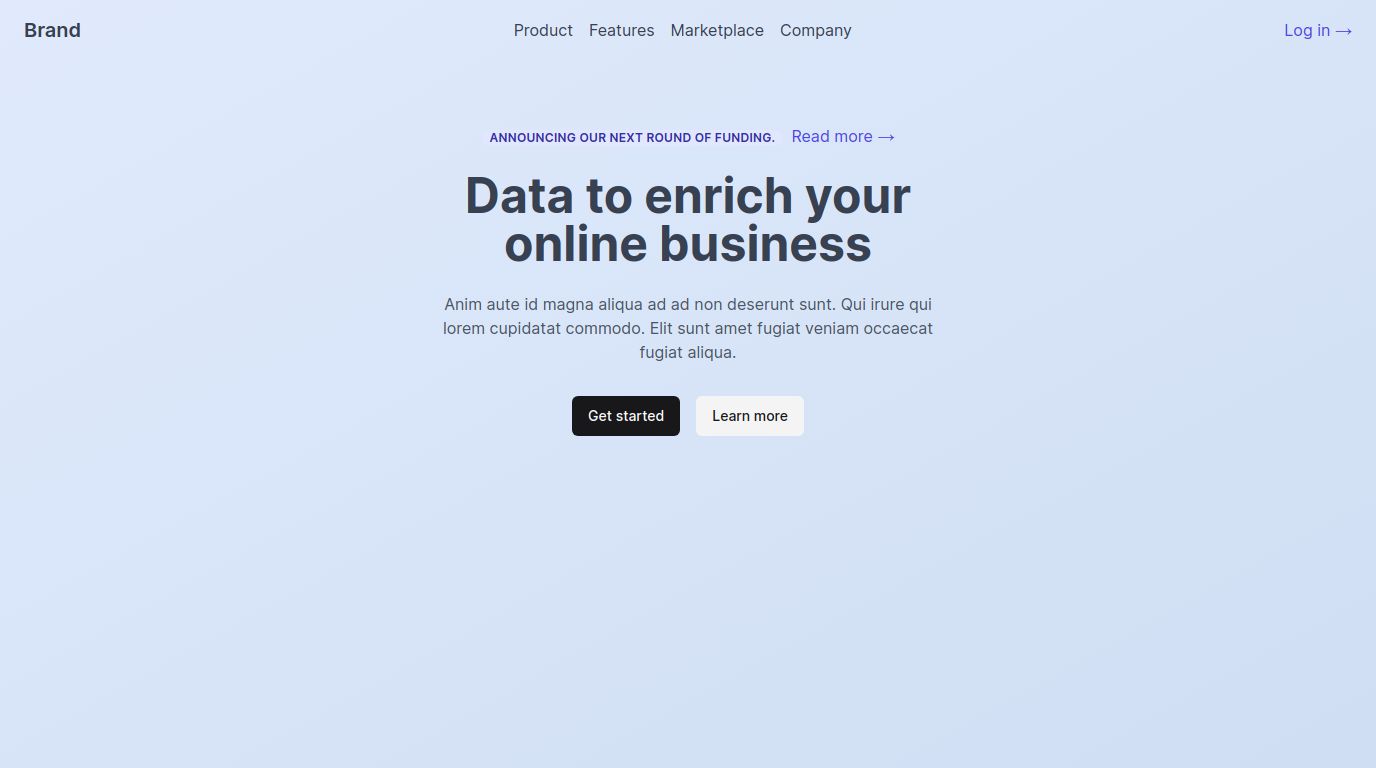 Brand
Product Features Marketplace Company
Log in →
ANNOUNCING OUR NEXT ROUND OF FUNDING. Read more →
Data to enrich your
online business
Anim aute id magna aliqua ad ad non deserunt sunt. Qui irure qui
lorem cupidatat commodo. Elit sunt amet fugiat veniam occaecat
fugiat aliqua.
Get started
Learn more